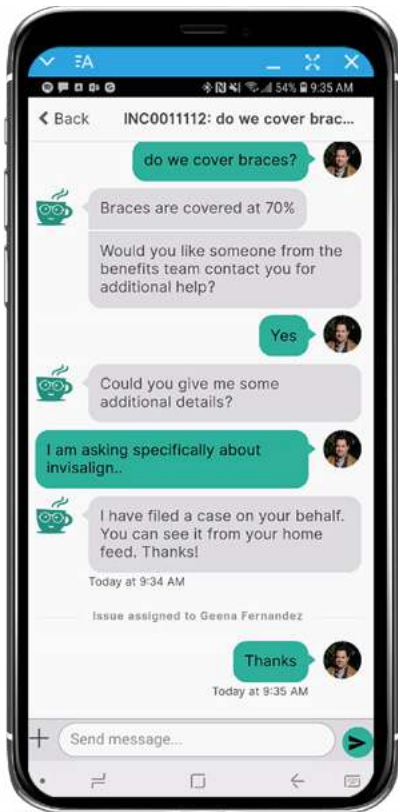 ΞA
54% 9:35 AM
Back INC0011112: do we cover brac...
do we cover braces?
Braces are covered at 70%
Would you like someone from the
benefits team contact you for
additional help?
Yes
Could you give me some
additional details?
I am asking specifically about
invisalign..
I have filed a case on your behalf.
You can see it from your home
feed. Thanks!
Today at 9:34 AM
Issue assigned to Geena Fernandez
Thanks
Today at 9:35 AM
Send message...